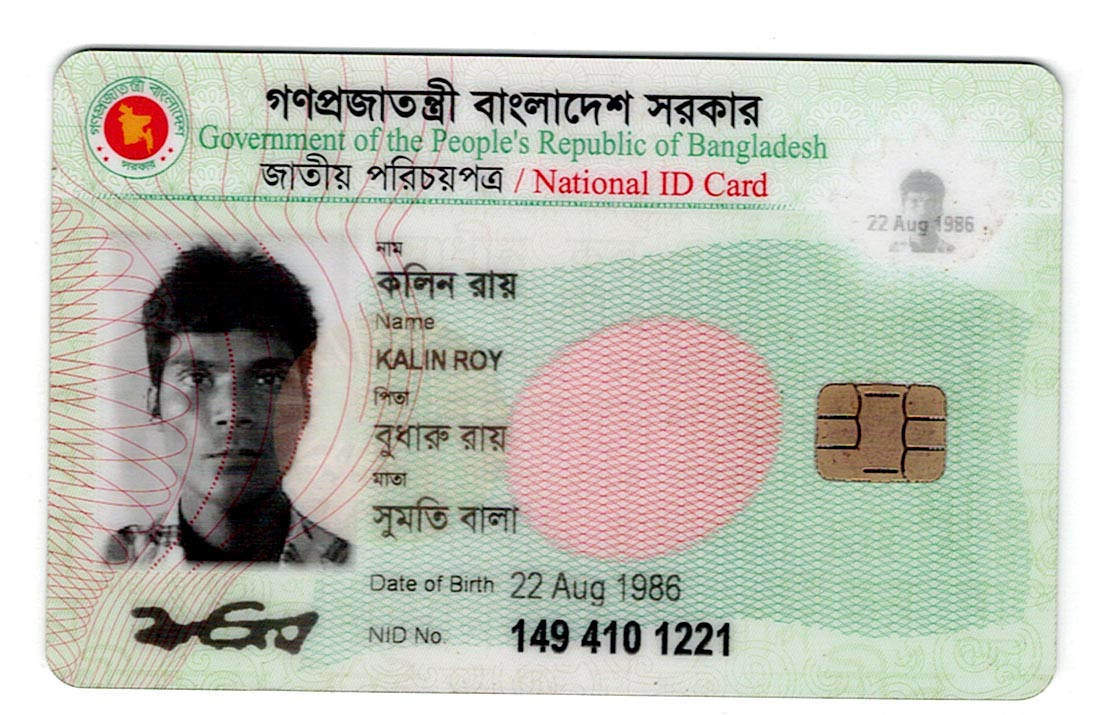 গণপ্রজাতন্ত্রী বাংলাদেশ সরকার
Government of the People's Republic of Bangladesh
জাতীয় পরিচয়পত্র / National ID Card
গণপ্রজাতন্ত্রী বাংলাদেশ
সরকার
22 Aug 1986
নাম
কলিন রায়
Name
KALIN ROY
পিতা
বুধারু রায়
মাতা
সুমতি বালা
Date of Birth 22 Aug 1986
NID No. 149 410 1221